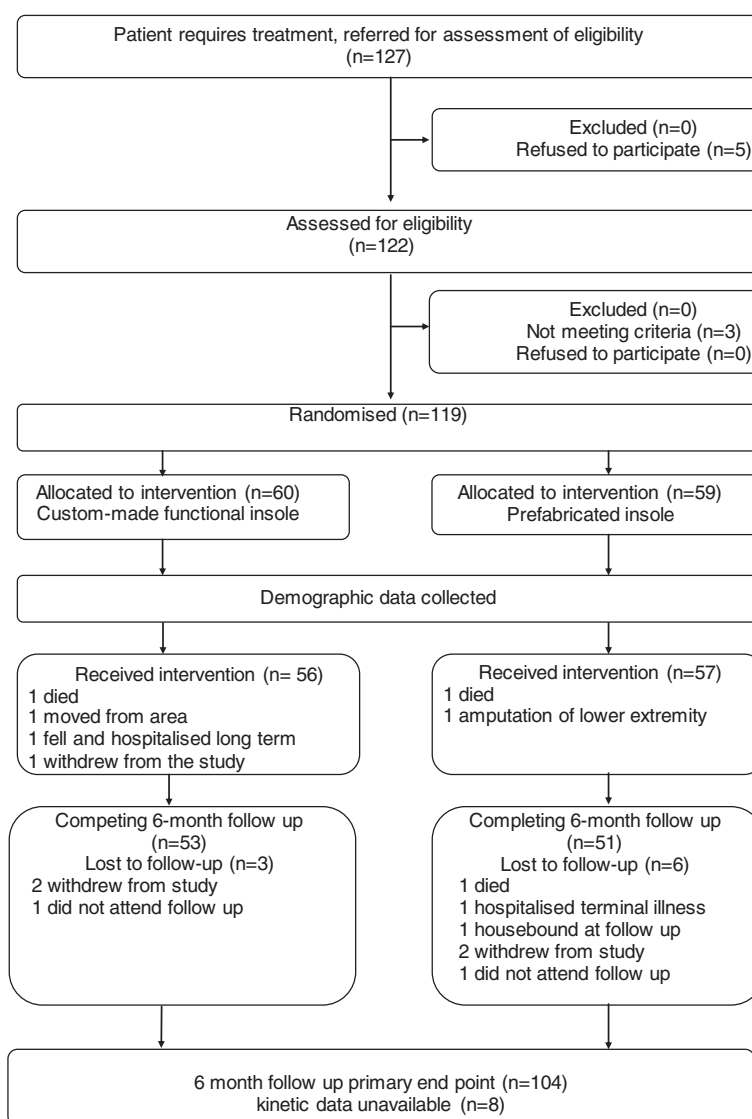 Patient requires treatment, referred for assessment of eligibility
(n=127)
Excluded (n=0)
Refused to participate (n=5)
Assessed for eligibility
(n=122)
Excluded (n=0)
Not meeting criteria (n=3)
Refused to participate (n=0)
Randomised (n=119)
Allocated to intervention (n=60)
Custom-made functional insole
Allocated to intervention (n=59)
Prefabricated insole
Demographic data collected
Received intervention (n= 56)
1 died
1 moved from area
1 fell and hospitalised long term
1 withdrew from the study
Received intervention (n=57)
1 died
1 amputation of lower extremity
Competing 6-month follow up
(n=53)
Lost to follow-up (n=3)
2 withdrew from study
1 did not attend follow up
Completing 6-month follow up
(n=51)
Lost to follow-up (n=6)
1 died
1 hospitalised terminal illness
1 housebound at follow up
2 withdrew from study
1 did not attend follow up
6 month follow up primary end point (n=104)
kinetic data unavailable (n=8)